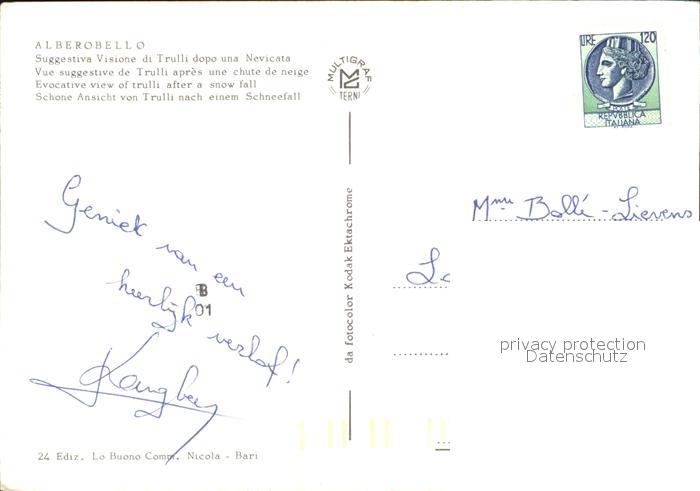 ALBEROBELLO
Suggestiva Visione di Trulli dopo una Nevicata
Vue suggestive de Trulli après une chute de neige
Evocative view of trulli after a snow fall
Schone Ansicht von Trulli nach einem Schneefall
MULTIGRAF
TERNI
LIRE 120
POSTE
REPVBBLICA
ITALIANA
Mme Bollé - Lievens
Geniet van een
heerlijk verlof!
B
01
da fotocolor Kodak Ektachrome
privacy protection
Datenschutz
24 Ediz. Lo Buono Comm. Nicola - Bari